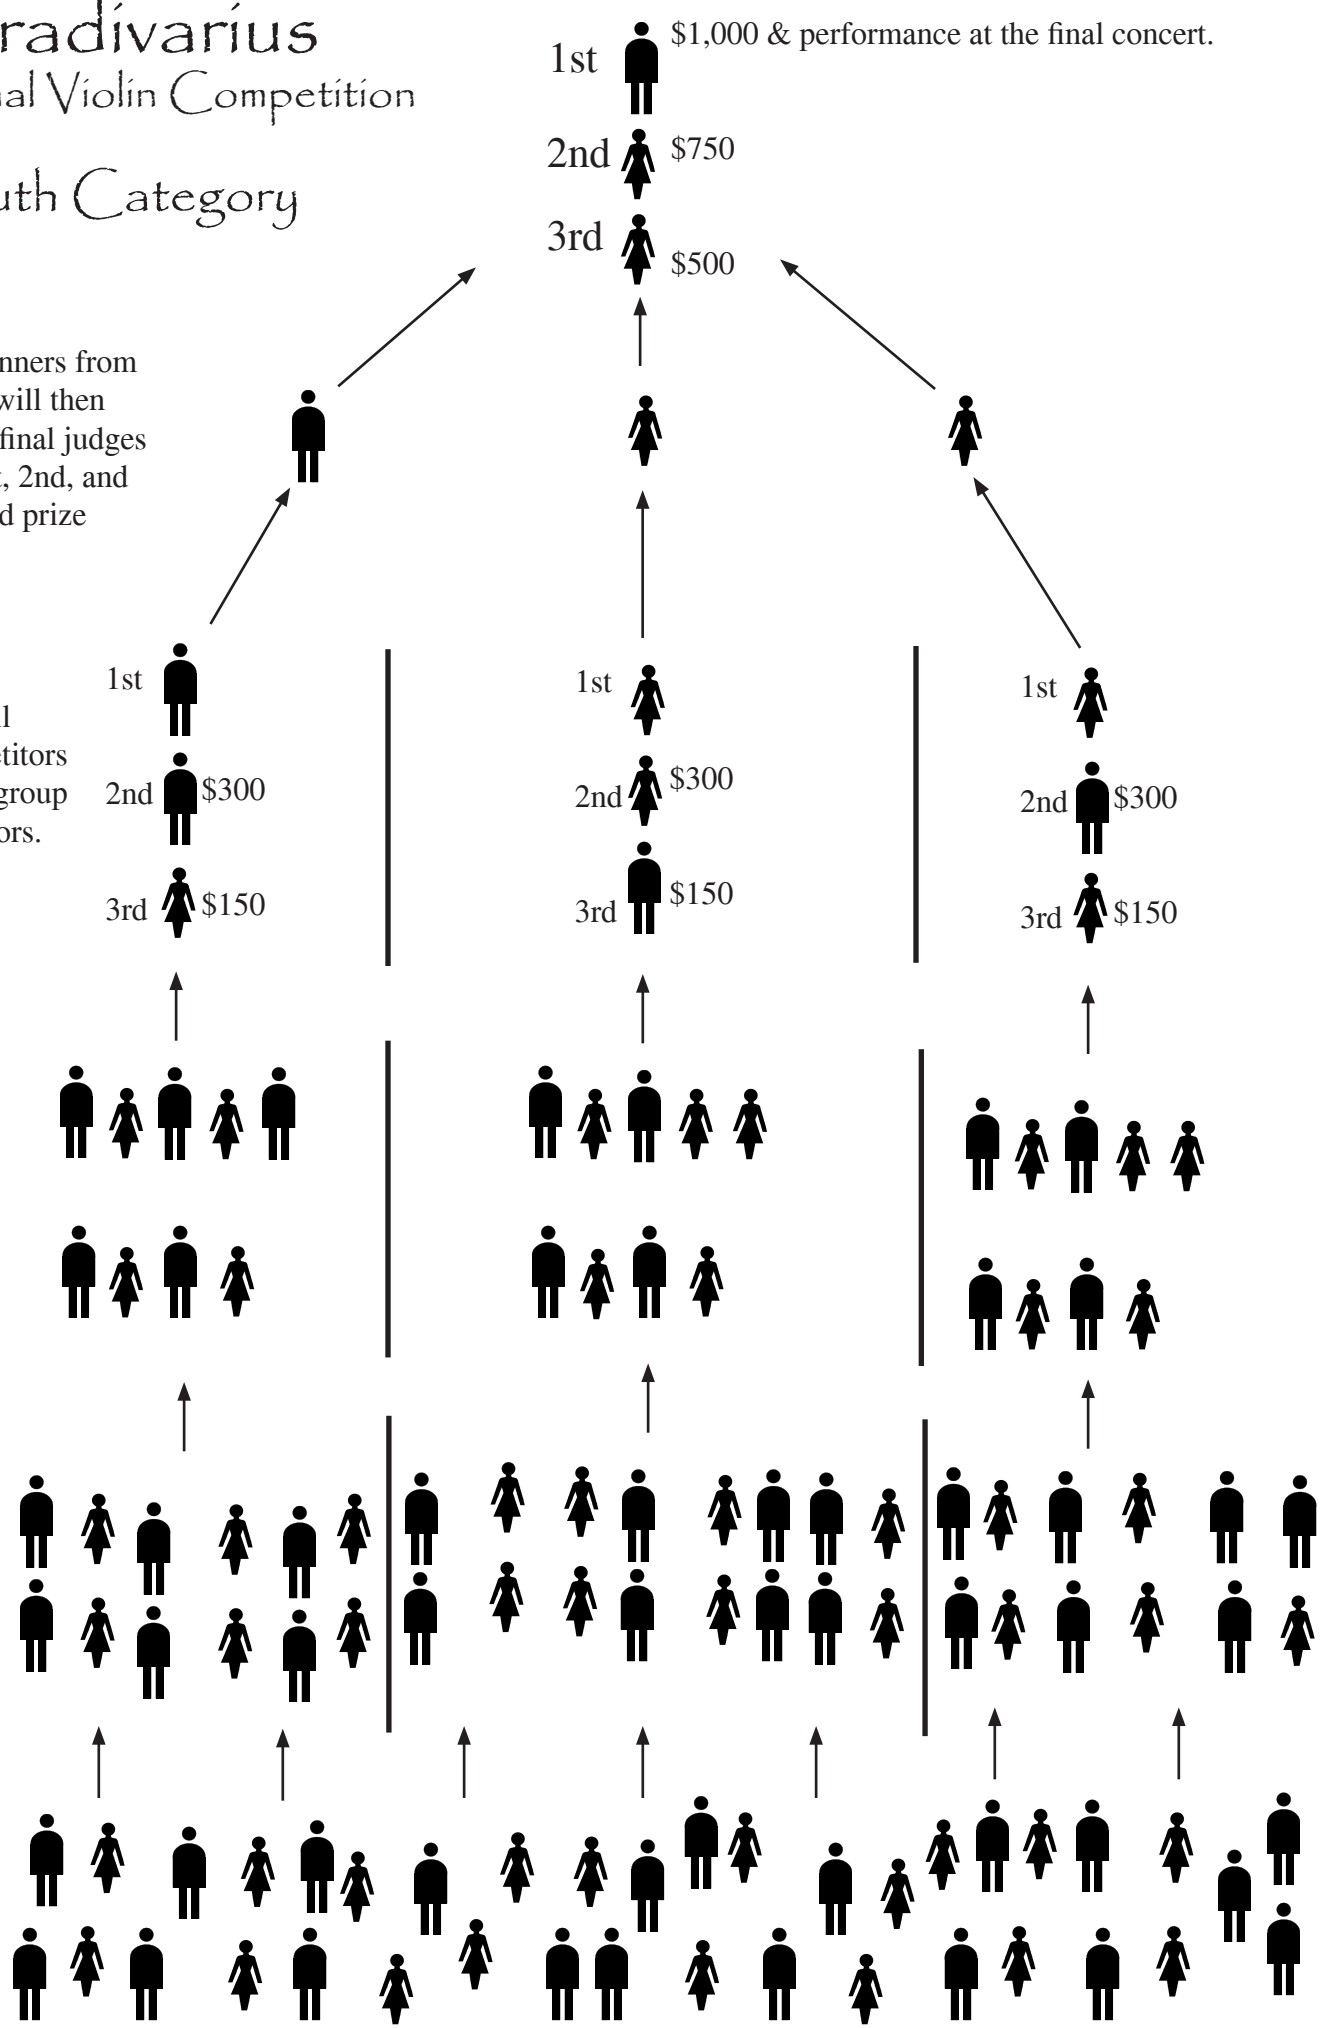 radivarius
al Violin Competition
uth Category
1st
$1,000 & performance at the final concert.
2nd
$750
3rd
$500
nners from
will then
final judges
, 2nd, and
d prize
1st
2nd
$300
3rd
$150
1st
2nd
$300
3rd
$150
1st
2nd
$300
3rd
$150
l
titors
group
ors.